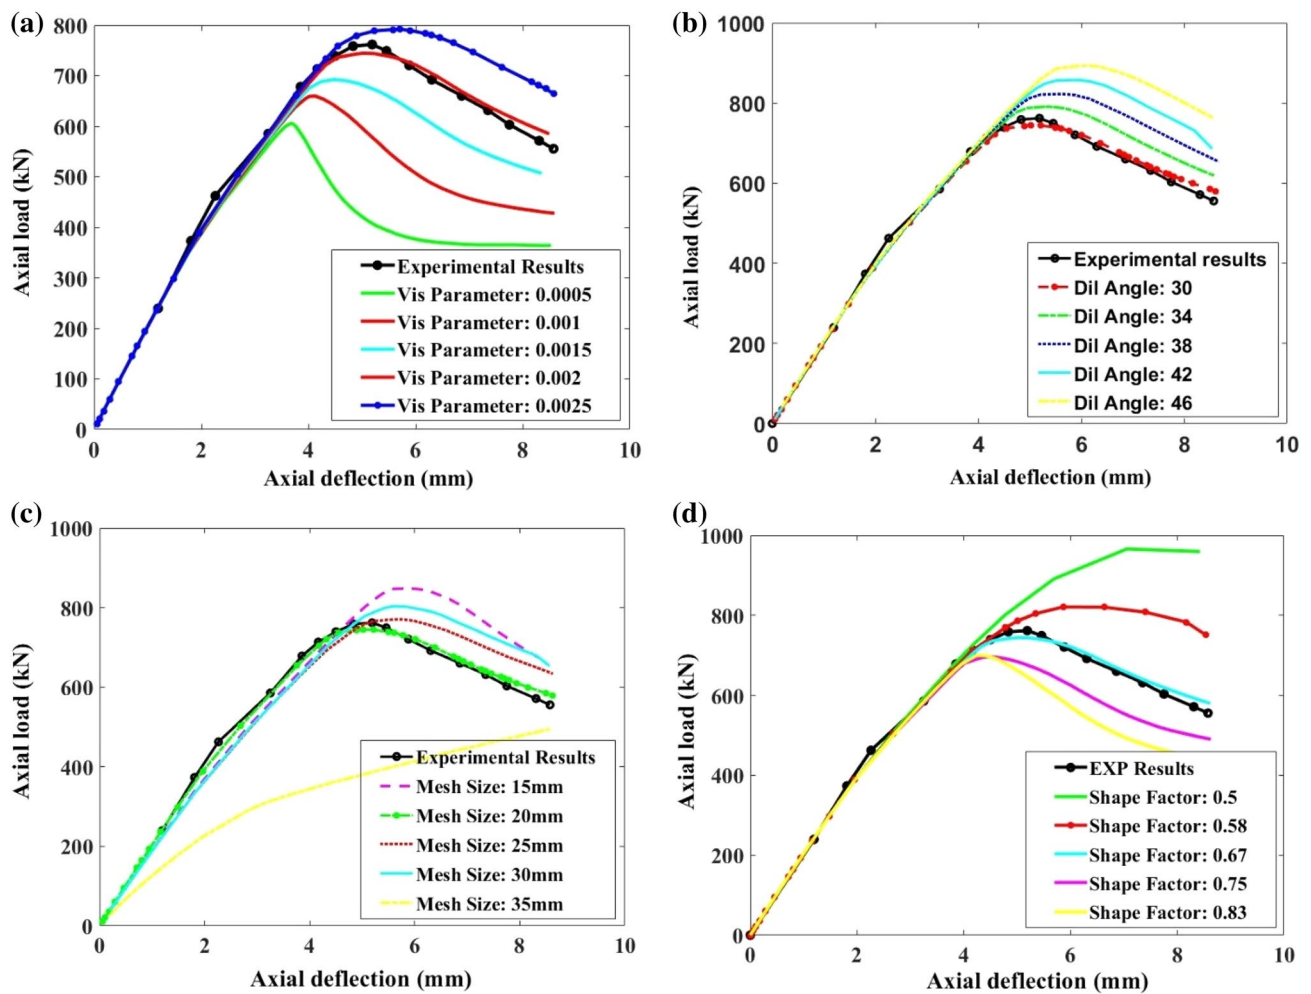 (a)
800
700
600
500
400
300
200
100
0
0 2 4 6 8 10
Axial load (kN)
Axial deflection (mm)
Experimental Results
Vis Parameter: 0.0005
Vis Parameter: 0.001
Vis Parameter: 0.0015
Vis Parameter: 0.002
Vis Parameter: 0.0025
(b)
1000
800
600
400
200
0
0 2 4 6 8 10
Axial load (kN)
Axial deflection (mm)
Experimental results
Dil Angle: 30
Dil Angle: 34
Dil Angle: 38
Dil Angle: 42
Dil Angle: 46
(c)
1000
800
600
400
200
0
0 2 4 6 8 10
Axial load (kN)
Axial deflection (mm)
Experimental Results
Mesh Size: 15mm
Mesh Size: 20mm
Mesh Size: 25mm
Mesh Size: 30mm
Mesh Size: 35mm
(d)
1000
800
600
400
200
0
0 2 4 6 8 10
Axial load (kN)
Axial deflection (mm)
EXP Results
Shape Factor: 0.5
Shape Factor: 0.58
Shape Factor: 0.67
Shape Factor: 0.75
Shape Factor: 0.83